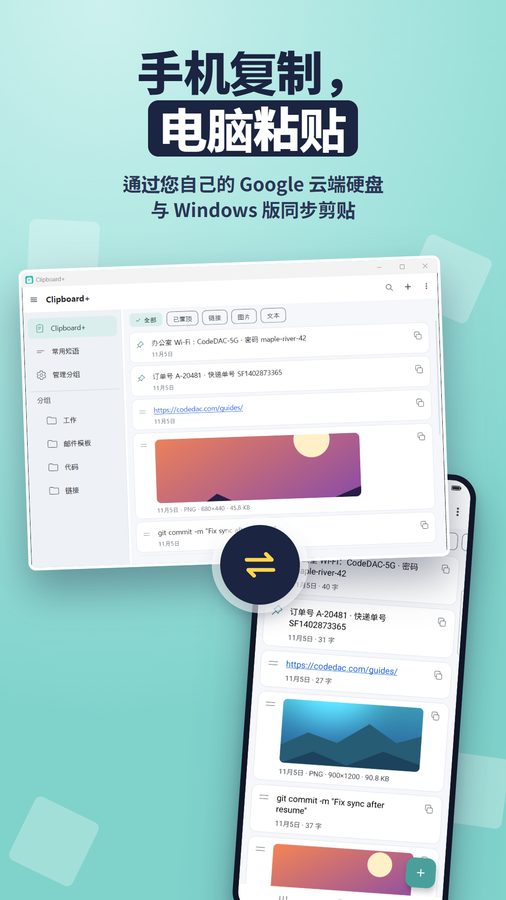 手机复制，
电脑粘贴
通过您自己的 Google 云端硬盘
与 Windows 版同步剪贴
Clipboard+
Clipboard+
Clipboard+
常用短语
管理分组
分组
工作
邮件模板
代码
链接
全部
已置顶
链接
图片
文本
办公室 Wi-Fi：CodeDAC-5G · 密码 maple-river-42
11月5日
订单号 A-20481 · 快递单号 SF1402873365
11月5日
https://codedac.com/guides/
11月5日
11月5日 · PNG · 680×440 · 45.8 KB
git commit -m "Fix sync after
11月5日
Wi-Fi：CodeDAC-5G · 密码
maple-river-42
11月5日 · 40 字
订单号 A-20481 · 快递单号
SF1402873365
11月5日 · 31 字
https://codedac.com/guides/
11月5日 · 27 字
11月5日 · PNG · 900×1200 · 90.8 KB
git commit -m "Fix sync after
resume"
11月5日 · 37 字